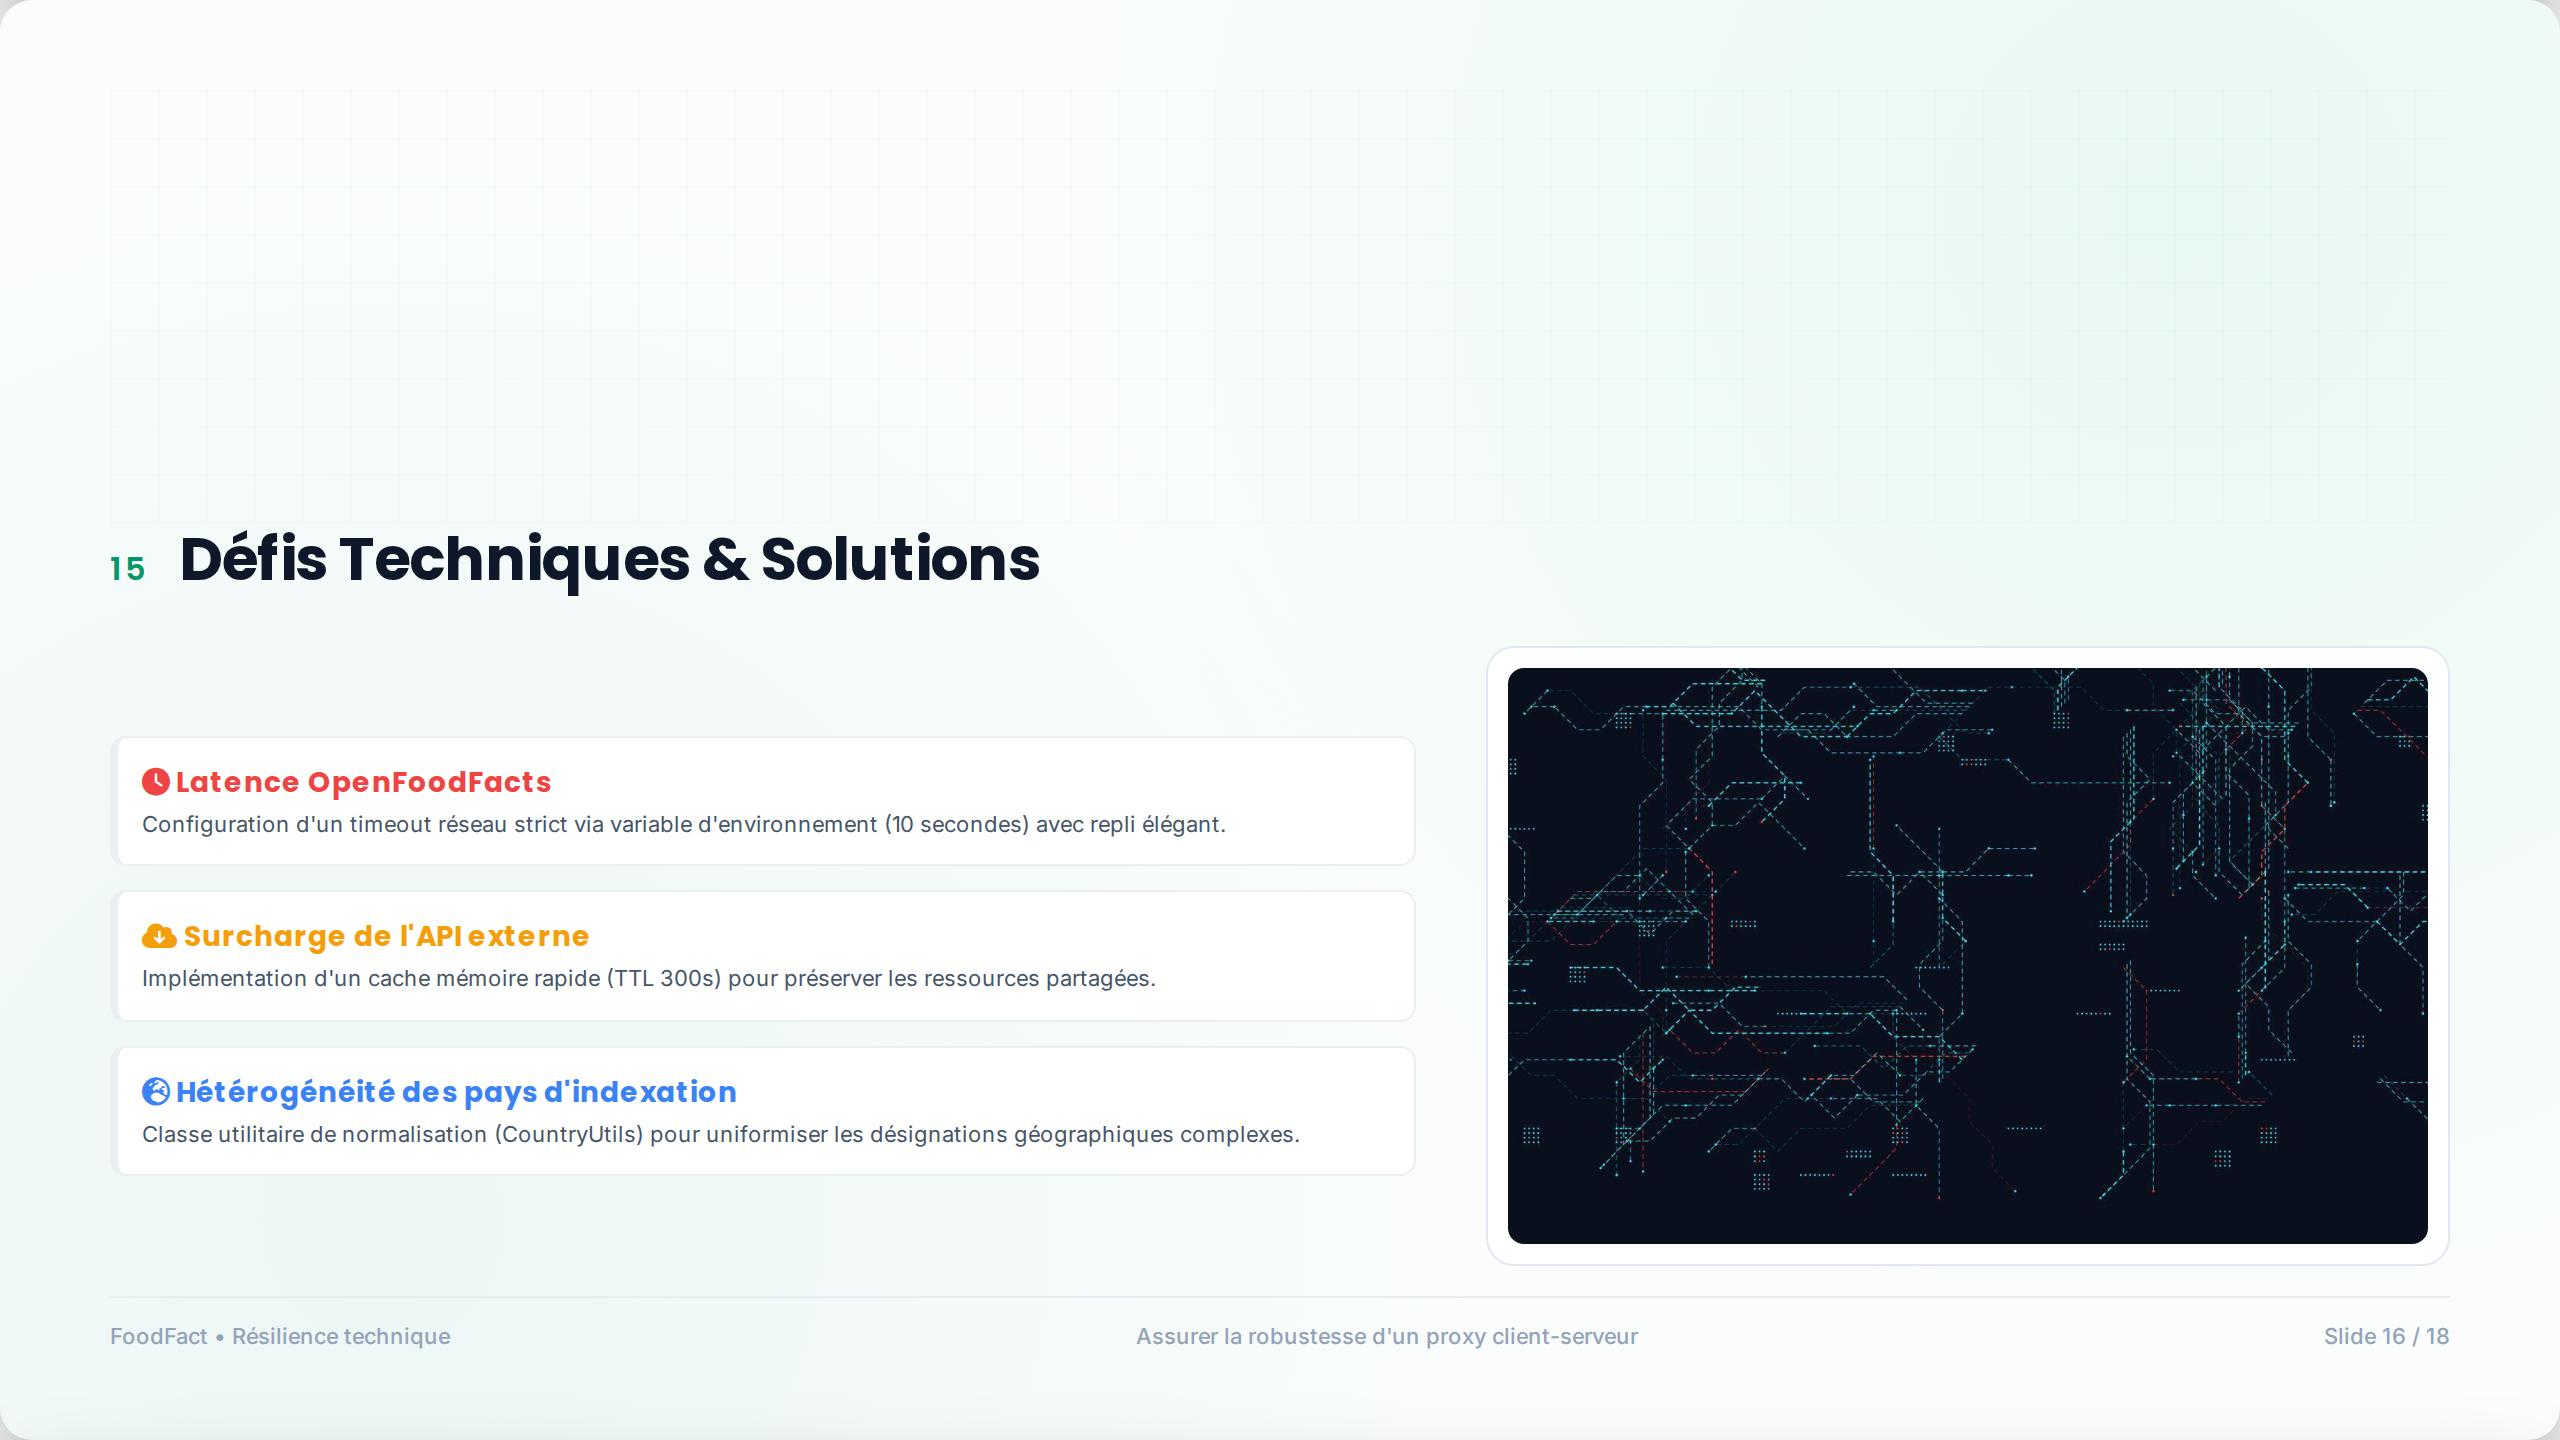 15 Défis Techniques & Solutions
Latence OpenFoodFacts
Configuration d'un timeout réseau strict via variable d'environnement (10 secondes) avec repli élégant.
Surcharge de l'API externe
Implémentation d'un cache mémoire rapide (TTL 300s) pour préserver les ressources partagées.
Hétérogénéité des pays d'indexation
Classe utilitaire de normalisation (CountryUtils) pour uniformiser les désignations géographiques complexes.
FoodFact • Résilience technique
Assurer la robustesse d'un proxy client-serveur
Slide 16 / 18